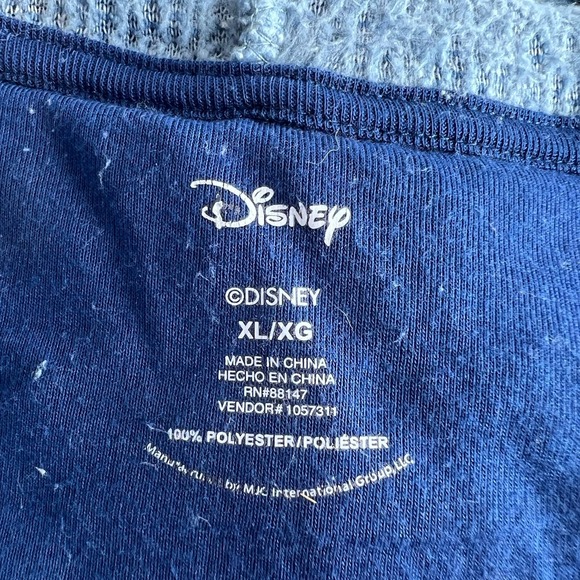 Disney
©DISNEY
XL/XG
MADE IN CHINA
HECHO EN CHINA
RN#88147
VENDOR# 1057311
100% POLYESTER/POLIÉSTER
Manufactured by M.K. International Group, LLC